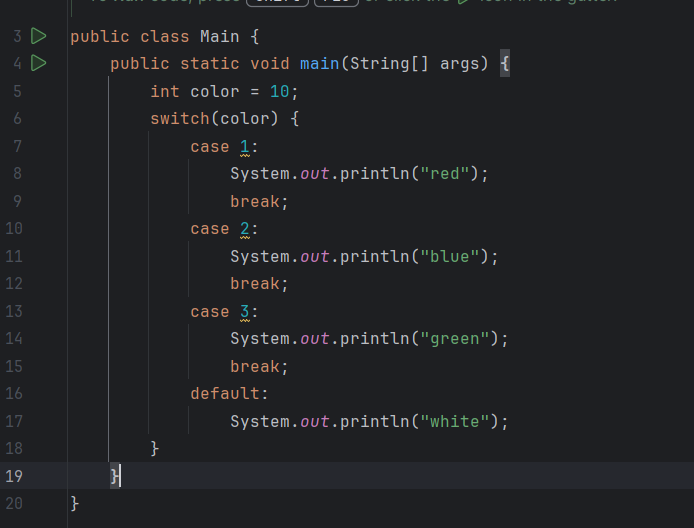 3 public class Main {
4 public static void main(String[] args) {
5 int color = 10;
6 switch(color) {
7 case 1:
8 System.out.println("red");
9 break;
10 case 2:
11 System.out.println("blue");
12 break;
13 case 3:
14 System.out.println("green");
15 break;
16 default:
17 System.out.println("white");
18 }
19 }
20 }